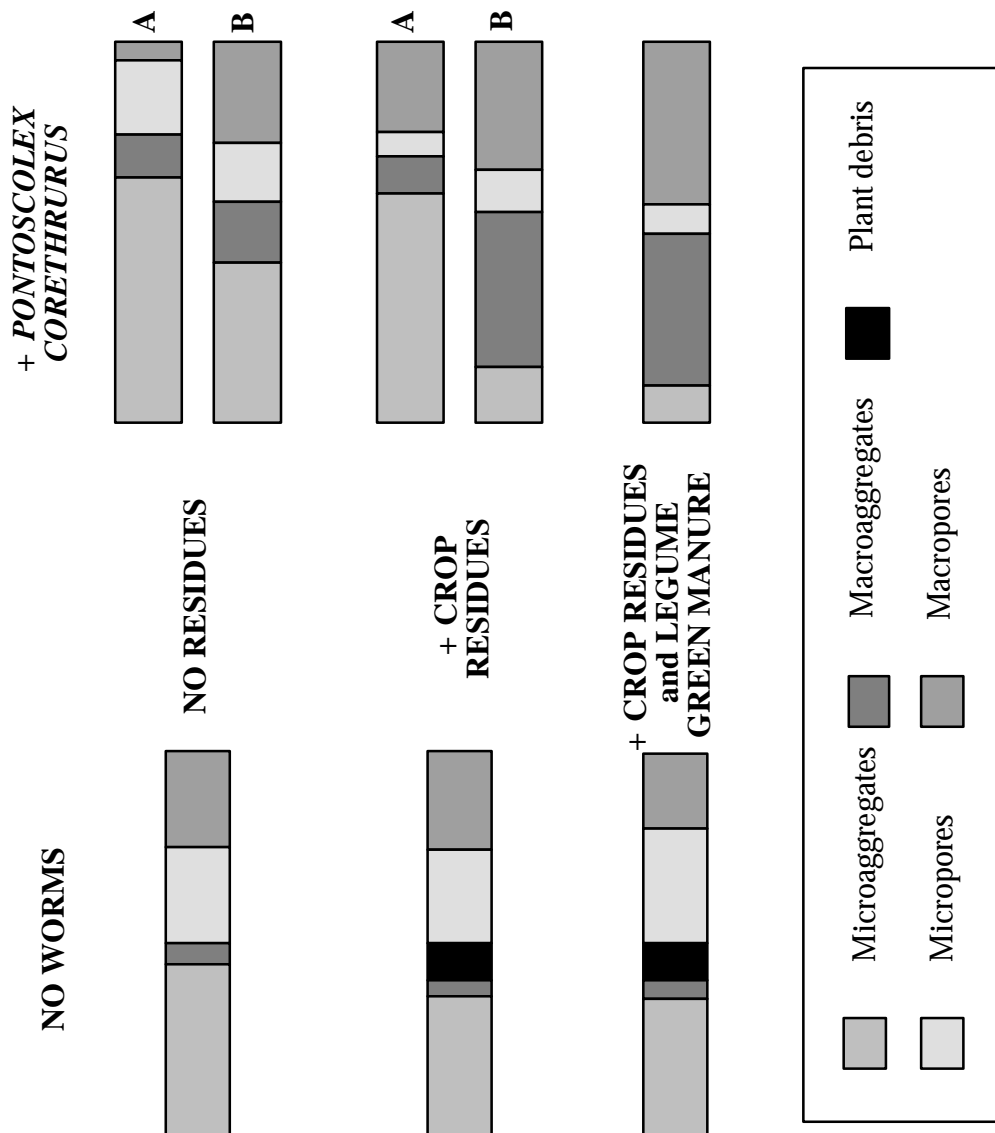 NO WORMS
+ PONTOSCOLEX
CORETHRURUS
NO RESIDUES
A
B
+ CROP
RESIDUES
A
B
+ CROP RESIDUES
and LEGUME
GREEN MANURE
Microaggregates
Macroaggregates
Plant debris
Micropores
Macropores